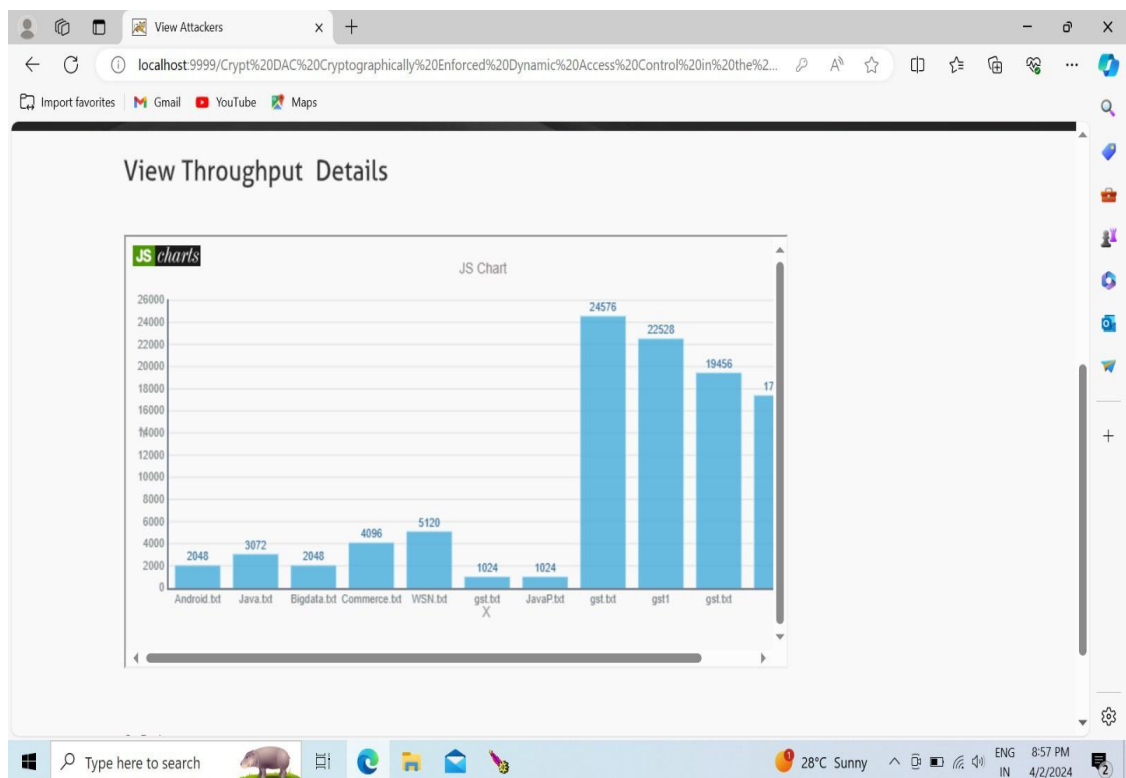 View Attackers
localhost:9999/Crypt%20DAC%20Cryptographically%20Enforced%20Dynamic%20Access%20Control%20in%20the%2...
Import favorites Gmail YouTube Maps
View Throughput Details
JS charts
JS Chart
26000
24000
22000
20000
18000
16000
14000
12000
10000
8000
6000
4000
2000
0
2048
3072
2048
4096
5120
1024
1024
24576
22528
19456
17
Android.txt Java.txt Bigdata.txt Commerce.txt WSN.txt gst.txt JavaP.txt gst.txt gst1 gst.txt
X
Type here to search
28°C Sunny
ENG
IN
8:57 PM
4/2/2024
2